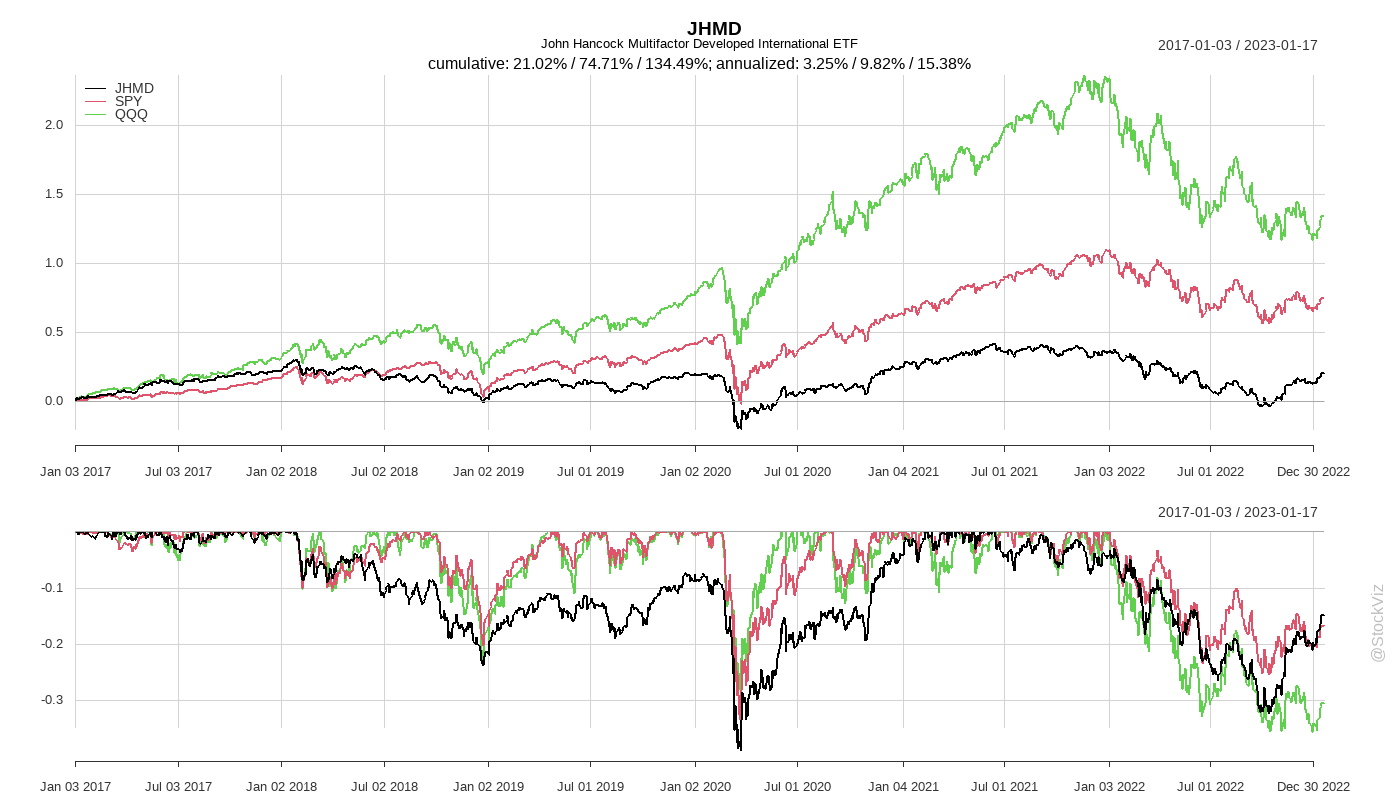 JHMD
John Hancock Multifactor Developed International ETF
2017-01-03 / 2023-01-17
cumulative: 21.02% / 74.71% / 134.49%; annualized: 3.25% / 9.82% / 15.38%
JHMD
SPY
QQQ
2.0
1.5
1.0
0.5
0.0
Jan 03 2017 Jul 03 2017 Jan 02 2018 Jul 02 2018 Jan 02 2019 Jul 01 2019 Jan 02 2020 Jul 01 2020 Jan 04 2021 Jul 01 2021 Jan 03 2022 Jul 01 2022 Dec 30 2022
2017-01-03 / 2023-01-17
-0.1
-0.2
-0.3
Jan 03 2017 Jul 03 2017 Jan 02 2018 Jul 02 2018 Jan 02 2019 Jul 01 2019 Jan 02 2020 Jul 01 2020 Jan 04 2021 Jul 01 2021 Jan 03 2022 Jul 01 2022 Dec 30 2022
@StockViz